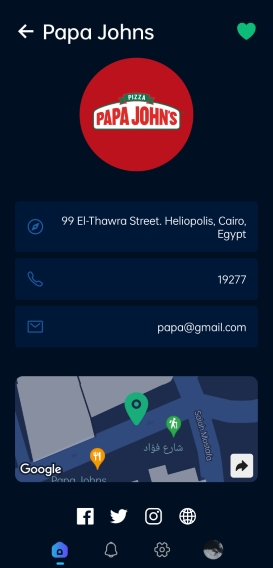 Papa Johns
PIZZA
PAPA JOHN'S
99 El-Thawra Street. Heliopolis, Cairo,
Egypt
19277
papa@gmail.com
شارع فؤاد
Salah Mostafa
Google
Papa Johns